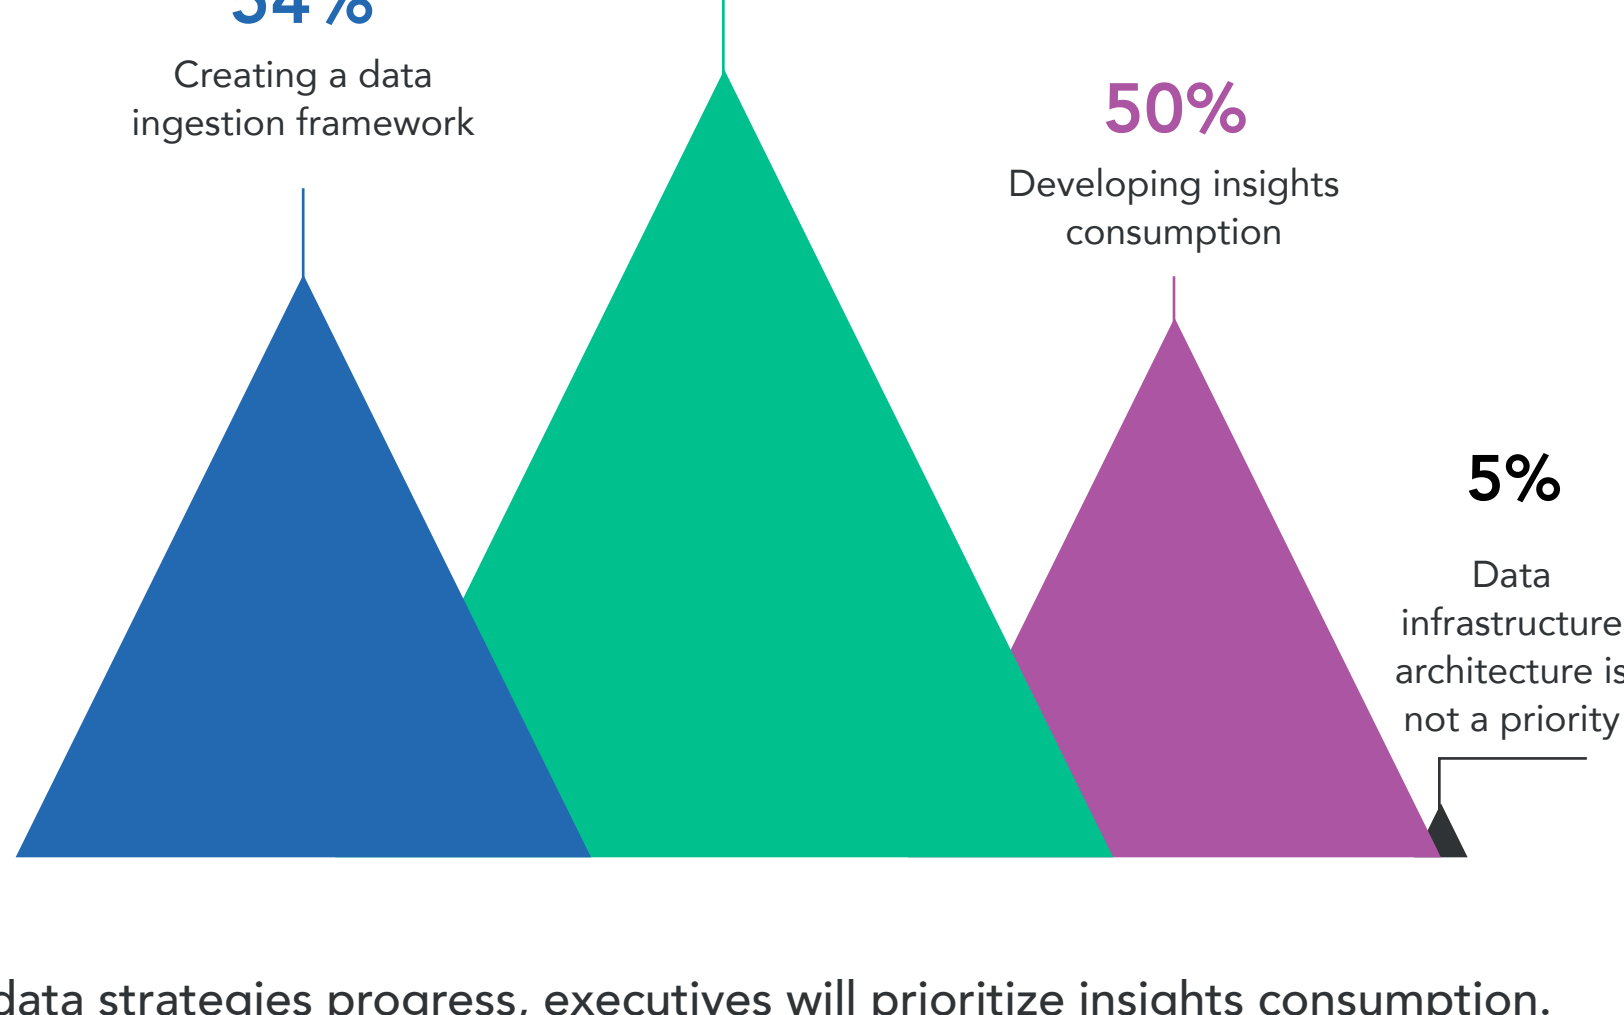 54%
Creating a data
ingestion framework
50%
Developing insights
consumption
5%
Data
infrastructure
architecture is
not a priority
data strategies progress, executives will prioritize insights consumption.